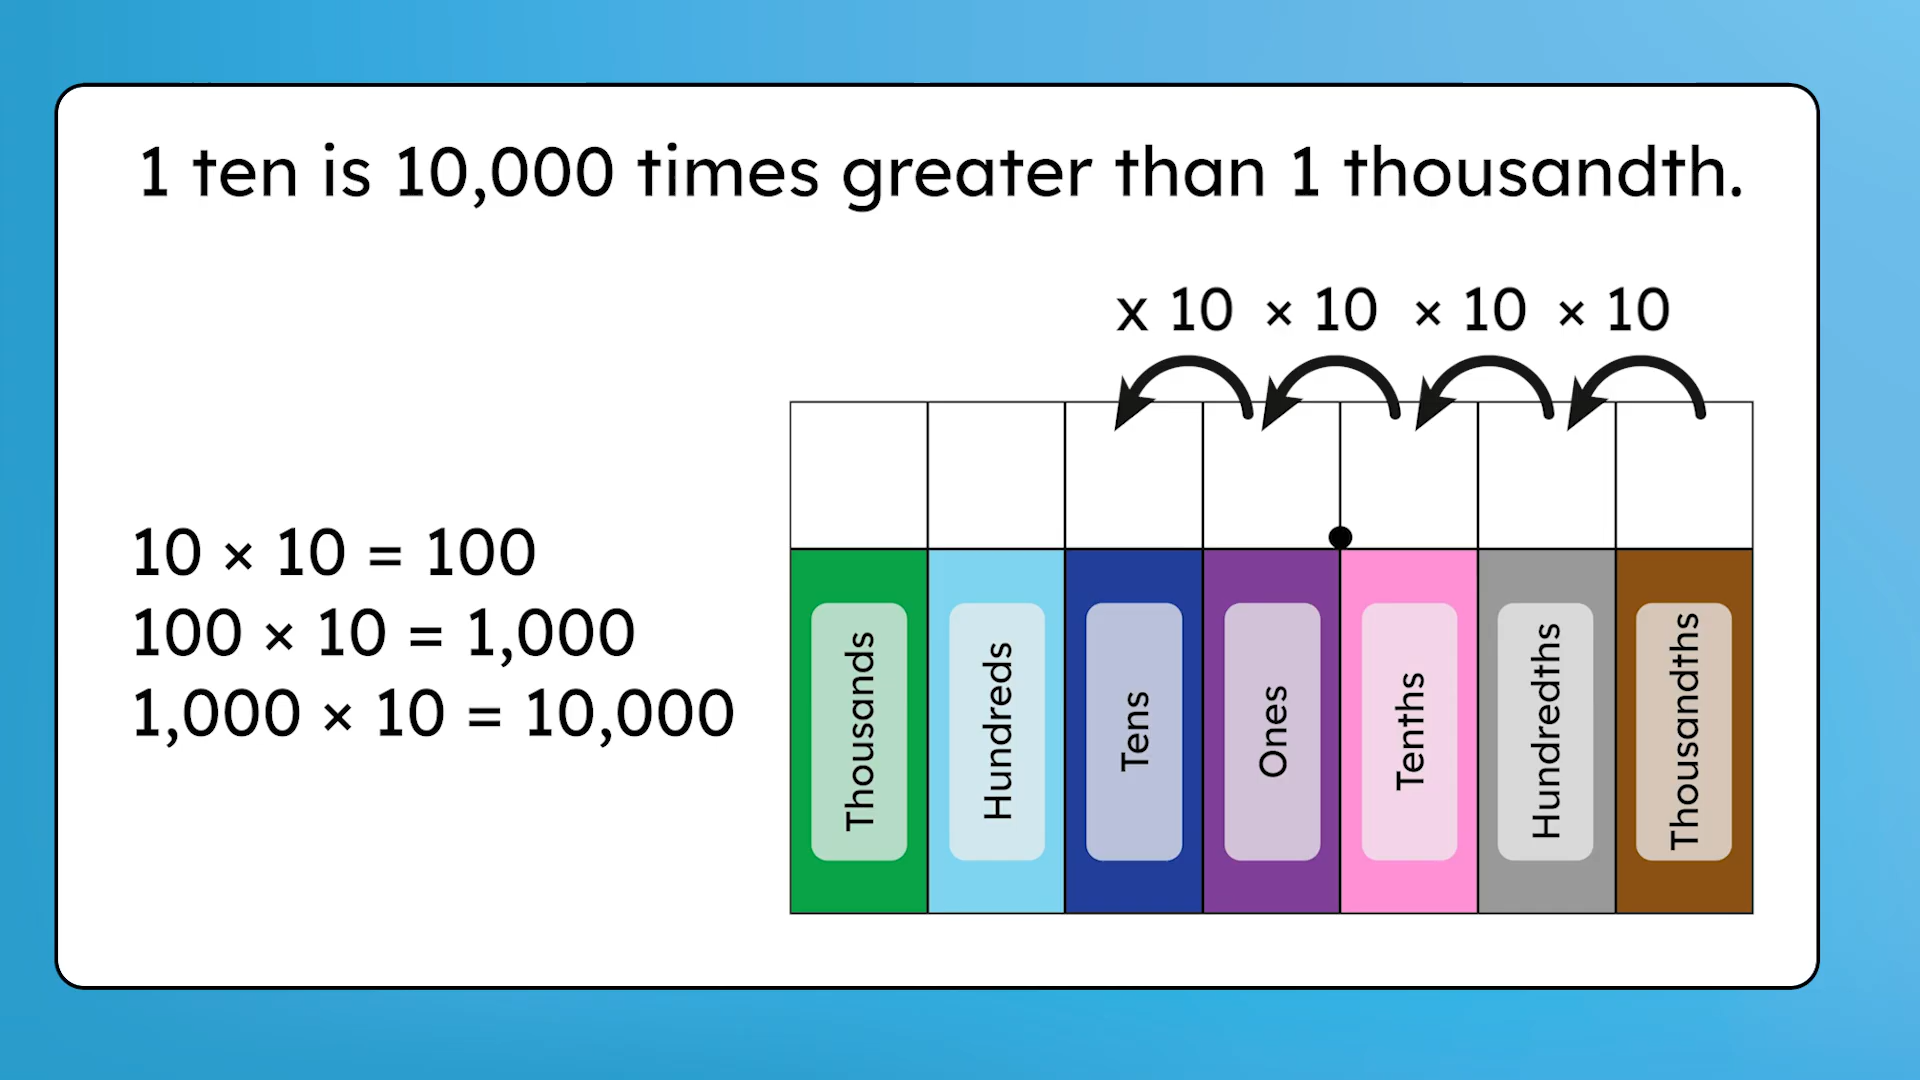 1 ten is 10,000 times greater than 1 thousandth.
x 10 × 10 × 10 × 10
10 × 10 = 100
100 × 10 = 1,000
1,000 × 10 = 10,000
Thousands
Hundreds
Tens
Ones
Tenths
Hundredths
Thousandths